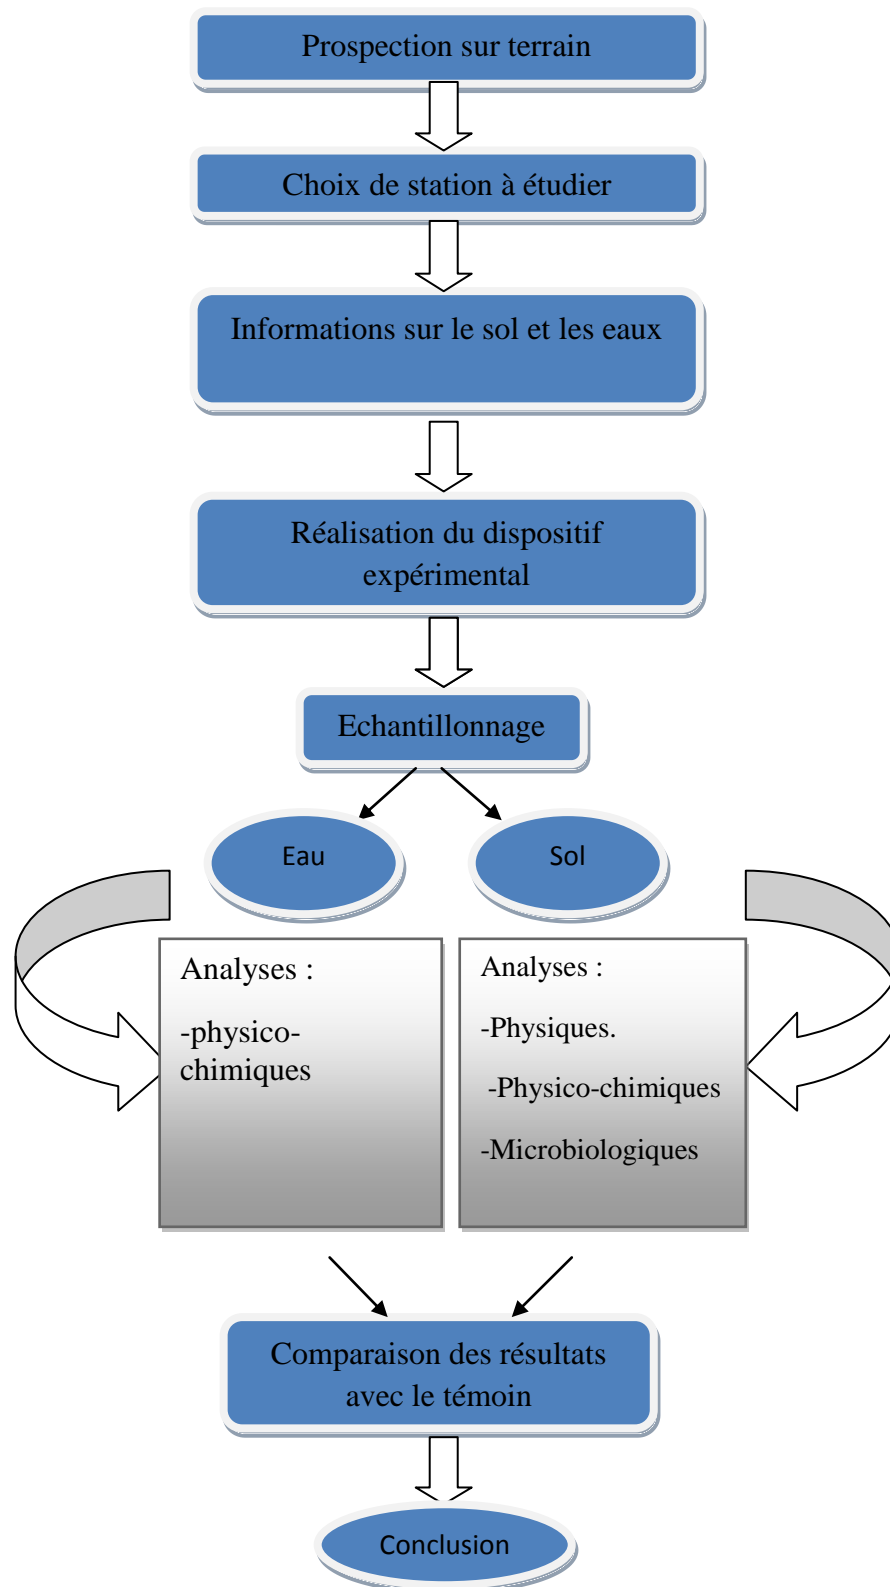 Prospection sur terrain
Choix de station à étudier
Informations sur le sol et les eaux
Réalisation du dispositif
expérimental
Echantillonnage
Eau
Sol
Analyses :
-physico-
chimiques
Analyses :
-Physiques.
-Physico-chimiques
-Microbiologiques
Comparaison des résultats
avec le témoin
Conclusion